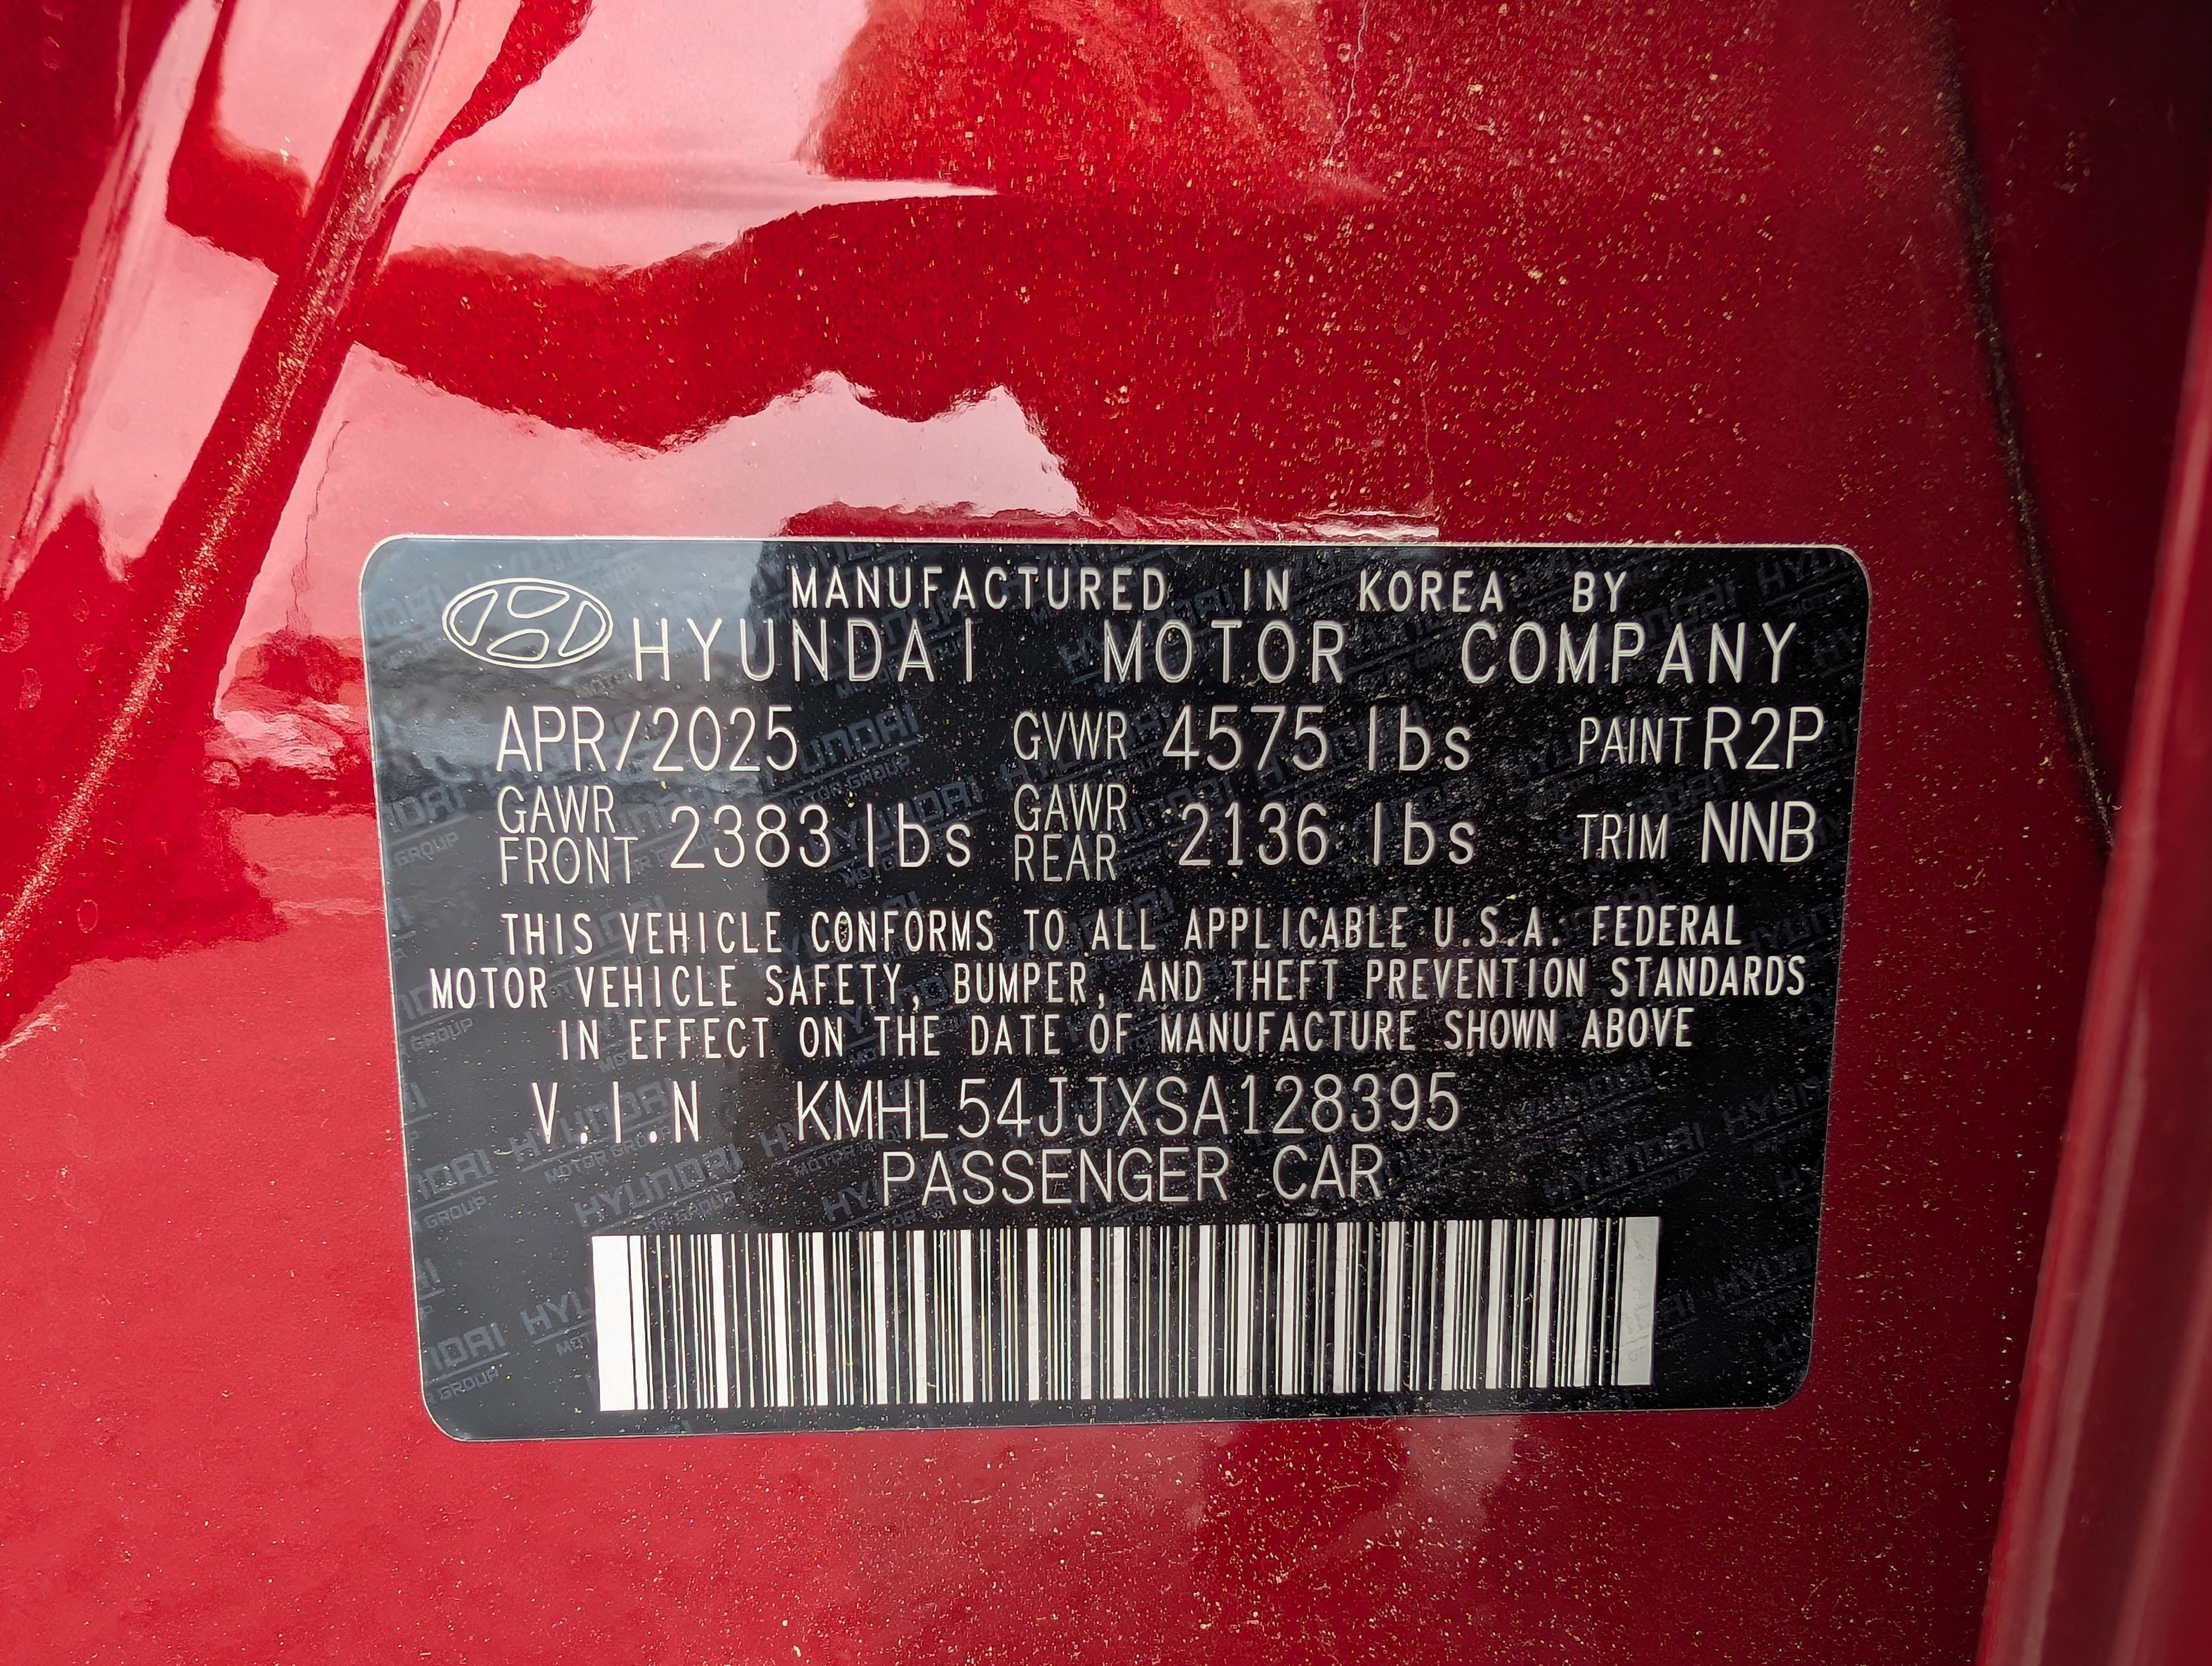 MANUFACTURED IN KOREA BY
HYUNDAI MOTOR COMPANY
APR/2025 GVWR 4575 lbs PAINT R2P
GAWR FRONT 2383 lbs GAWR REAR 2136 lbs TRIM NNB
THIS VEHICLE CONFORMS TO ALL APPLICABLE U.S.A. FEDERAL
MOTOR VEHICLE SAFETY, BUMPER, AND THEFT PREVENTION STANDARDS
IN EFFECT ON THE DATE OF MANUFACTURE SHOWN ABOVE
V.I.N KMHL54JJXSA128395
PASSENGER CAR